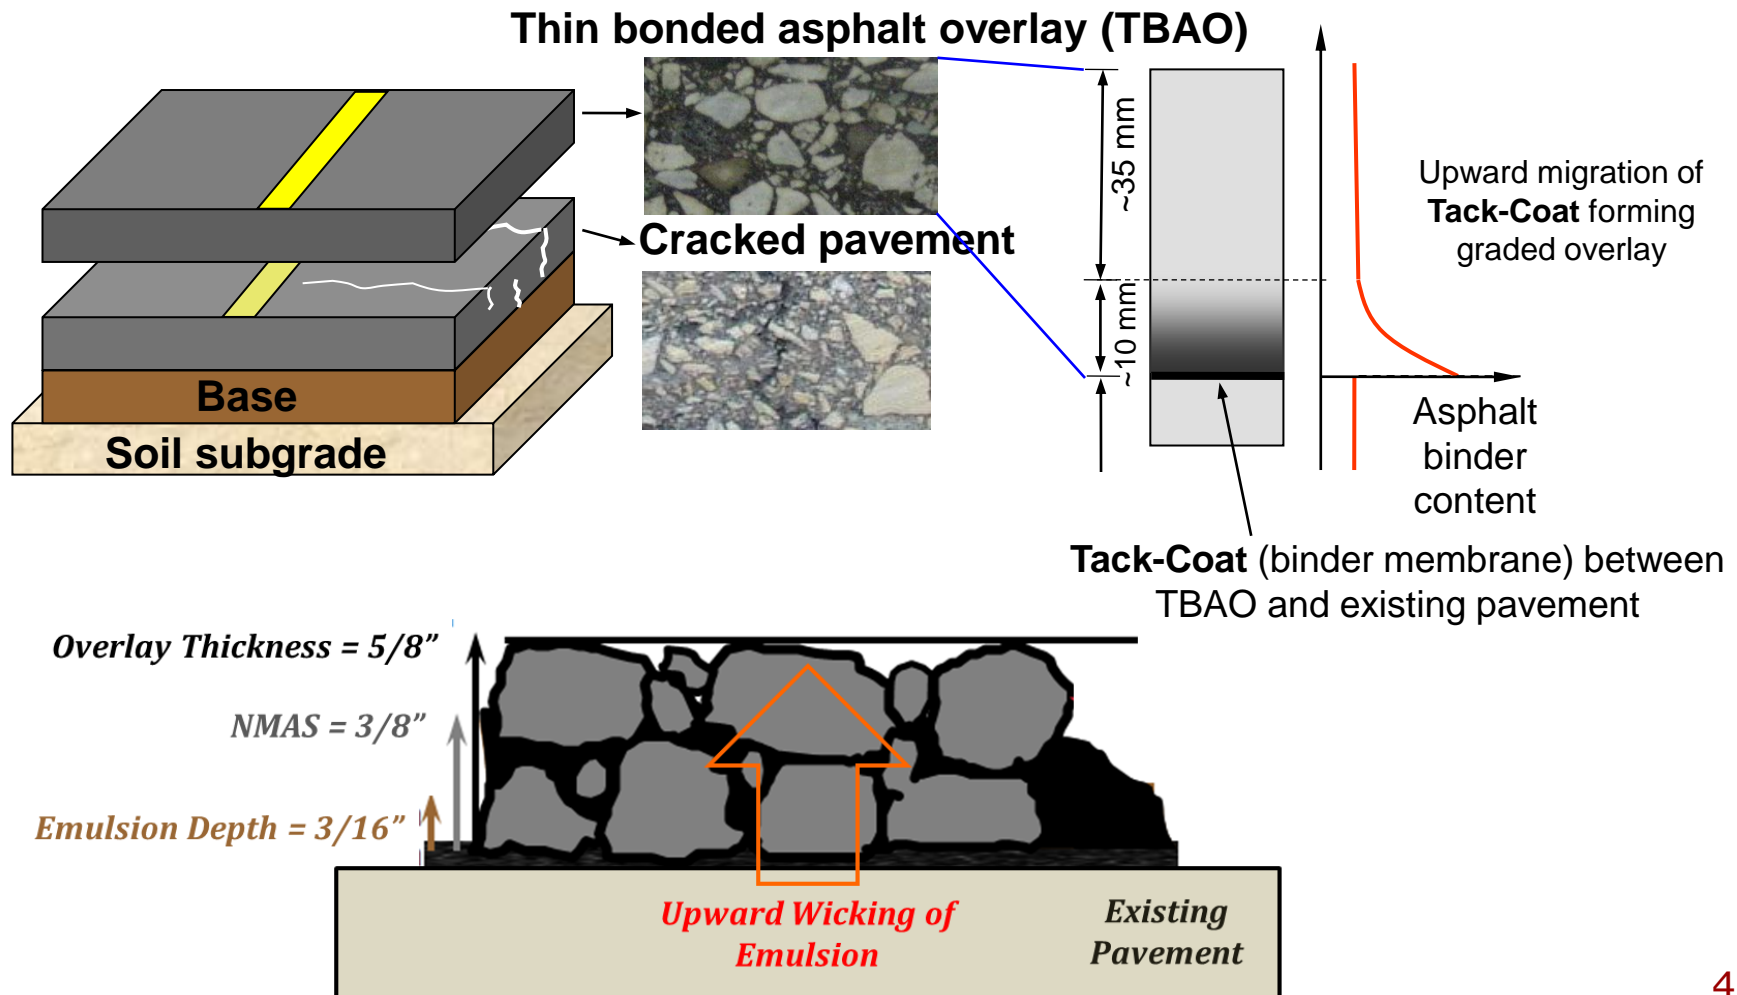 Thin bonded asphalt overlay (TBAO)
Cracked pavement
Base
Soil subgrade
~35 mm
~10 mm
Upward migration of
Tack-Coat forming
graded overlay
Asphalt
binder
content
Tack-Coat (binder membrane) between
TBAO and existing pavement
Overlay Thickness = 5/8”
NMAS = 3/8”
Emulsion Depth = 3/16”
Upward Wicking of
Emulsion
Existing
Pavement
4